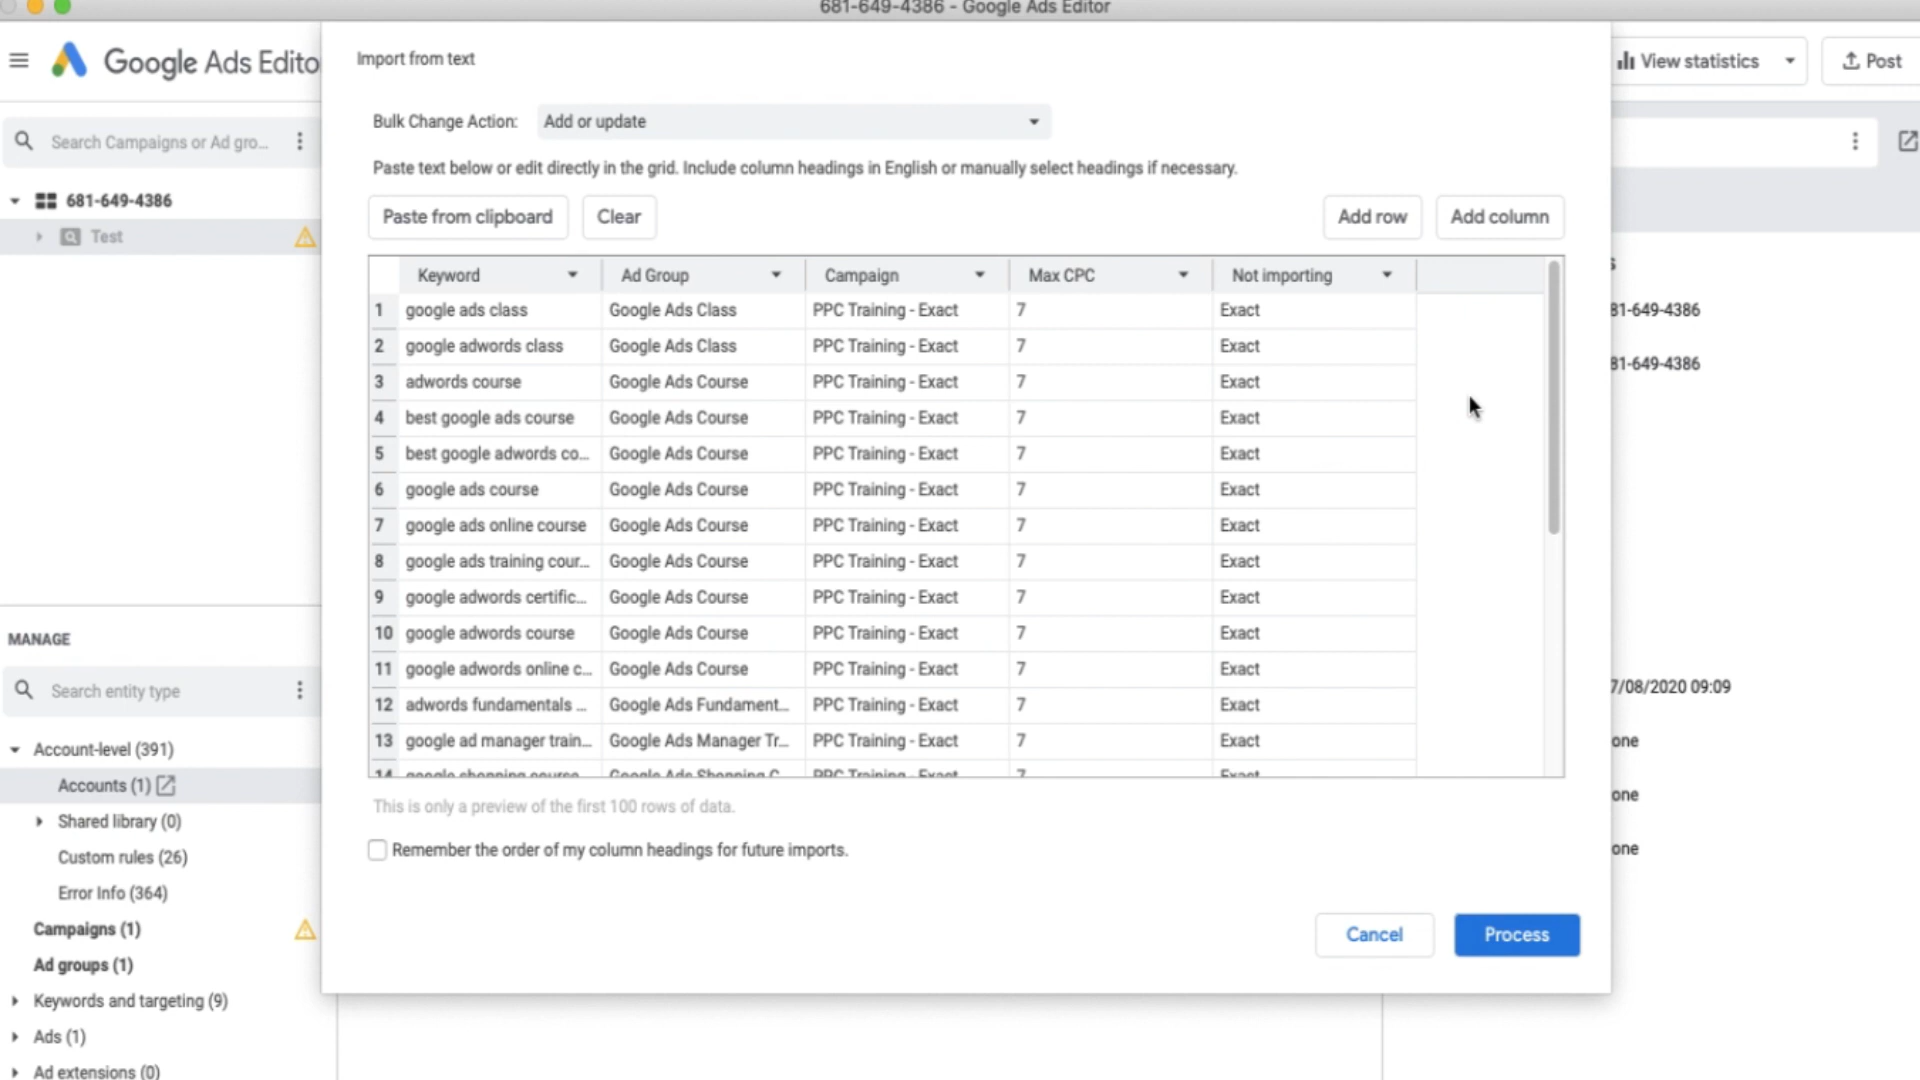 681-649-4386 - Google Ads Editor
Google Ads Edito
View statistics
Post
Search Campaigns or Ad gro...
681-649-4386
Test
Import from text
Bulk Change Action: Add or update
Paste text below or edit directly in the grid. Include column headings in English or manually select headings if necessary.
Paste from clipboard Clear Add row Add column
Keyword Ad Group Campaign Max CPC Not importing
1 google ads class Google Ads Class PPC Training - Exact 7 Exact
2 google adwords class Google Ads Class PPC Training - Exact 7 Exact
3 adwords course Google Ads Course PPC Training - Exact 7 Exact
4 best google ads course Google Ads Course PPC Training - Exact 7 Exact
5 best google adwords co... Google Ads Course PPC Training - Exact 7 Exact
6 google ads course Google Ads Course PPC Training - Exact 7 Exact
7 google ads online course Google Ads Course PPC Training - Exact 7 Exact
8 google ads training cour... Google Ads Course PPC Training - Exact 7 Exact
9 google adwords certific... Google Ads Course PPC Training - Exact 7 Exact
10 google adwords course Google Ads Course PPC Training - Exact 7 Exact
11 google adwords online c... Google Ads Course PPC Training - Exact 7 Exact
12 adwords fundamentals ... Google Ads Fundament... PPC Training - Exact 7 Exact
13 google ad manager train... Google Ads Manager Tr... PPC Training - Exact 7 Exact
14 google shopping course Google Ads Shopping C PPC Training - Exact 7 Exact
This is only a preview of the first 100 rows of data.
Remember the order of my column headings for future imports.
Cancel Process
MANAGE
Search entity type
Account-level (391)
Accounts (1)
Shared library (0)
Custom rules (26)
Error Info (364)
Campaigns (1)
Ad groups (1)
Keywords and targeting (9)
Ads (1)
Ad extensions (0)
s
81-649-4386
81-649-4386
7/08/2020 09:09
one
one
one